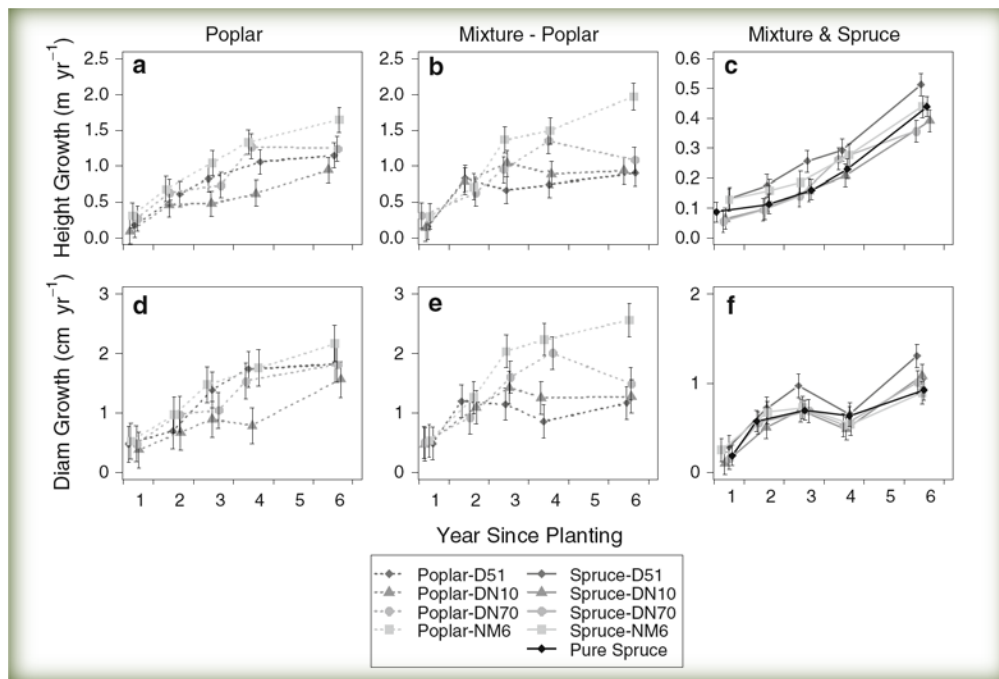 Poplar
Mixture - Poplar
Mixture & Spruce
Height Growth (m yr⁻¹)
a
2.5
2.0
1.5
1.0
0.5
0.0
b
2.5
2.0
1.5
1.0
0.5
0.0
c
0.6
0.5
0.4
0.3
0.2
0.1
0.0
Diam Growth (cm yr⁻¹)
d
3
2
1
0
1 2 3 4 5 6
e
3
2
1
0
1 2 3 4 5 6
f
2
1
0
1 2 3 4 5 6
Year Since Planting
Poplar-D51
Poplar-DN10
Poplar-DN70
Poplar-NM6
Spruce-D51
Spruce-DN10
Spruce-DN70
Spruce-NM6
Pure Spruce